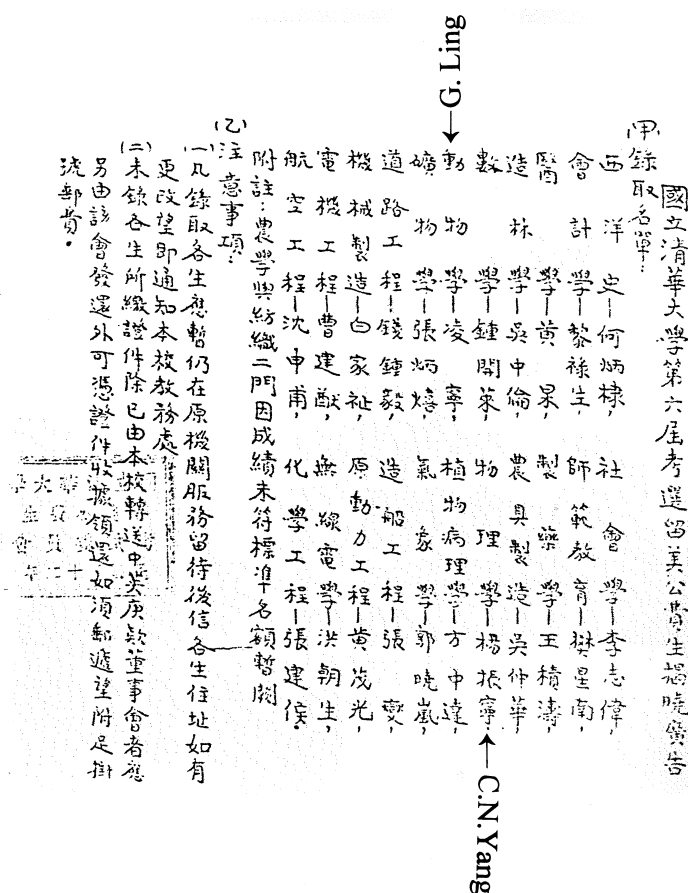 國立清華大學第六屆考選留美公費生揭曉廣告
(甲)錄取名單:
西洋史—何炳棣, 社會學—李志偉,
會計學—黎祿生, 師範教育—樊星南,
醫學—黃杲, 製藥學—王積濤,
造林學—吳中倫, 農具製造—吳仲華,
數學—鍾開萊, 物理學—楊振寧,
← C.N.Yang
動物學—凌寧, 植物病理學—方中達,
← G. Ling
礦物學—張炳熺, 氣象學—郭曉嵐,
道路工程—錢鍾毅, 造船工程—張燮,
機械製造—白家祉, 原動力工程—黃茂光,
電機工程—曹建猷, 無線電學—洪朝生,
航空工程—沈申甫, 化學工程—張建侯。
附註:農學與紡織二門因成績未符標準名額暫闕
(乙)注意事項:
(一)凡錄取各生應暫仍在原機關服務留待後信各生住址如有
更改望即通知本校教務處
(二)未錄各生所繳證件除已由本校轉送中英庚款董事會者應
另由該會發還外可憑證件收據領還如須郵遞望附足掛
號郵費。